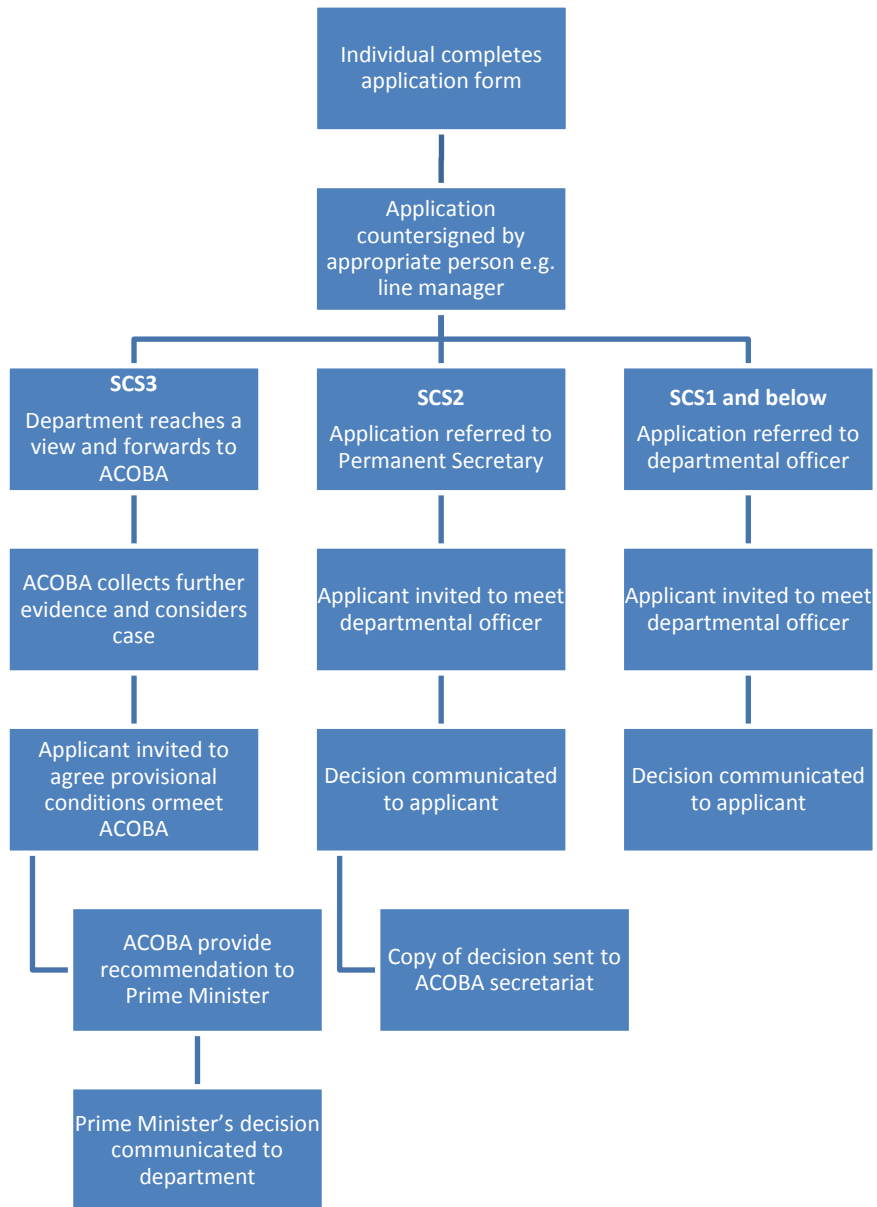 Individual completes
application form
Application
countersigned by
appropriate person e.g.
line manager
SCS3
Department reaches a
view and forwards to
ACOBA
SCS2
Application referred to
Permanent Secretary
SCS1 and below
Application referred to
departmental officer
ACOBA collects further
evidence and considers
case
Applicant invited to meet
departmental officer
Applicant invited to meet
departmental officer
Applicant invited to
agree provisional
conditions ormeet
ACOBA
Decision communicated
to applicant
Decision communicated
to applicant
ACOBA provide
recommendation to
Prime Minister
Copy of decision sent to
ACOBA secretariat
Prime Minister’s decision
communicated to
department